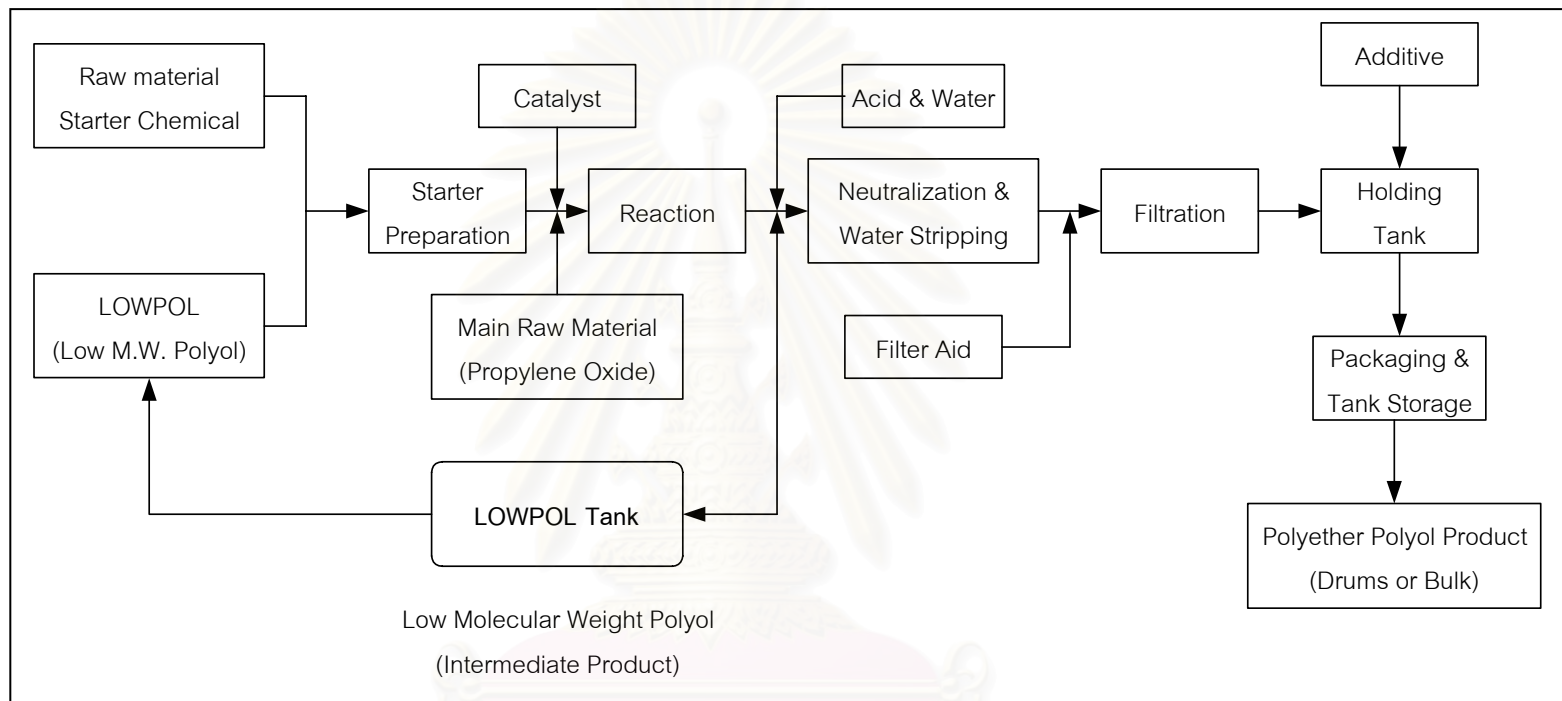 Raw material
Starter Chemical
Catalyst
Acid & Water
Additive
Starter
Preparation
Reaction
Neutralization &
Water Stripping
Filtration
Holding
Tank
LOWPOL
(Low M.W. Polyol)
Main Raw Material
(Propylene Oxide)
Filter Aid
Packaging &
Tank Storage
LOWPOL Tank
Polyether Polyol Product
(Drums or Bulk)
Low Molecular Weight Polyol
(Intermediate Product)